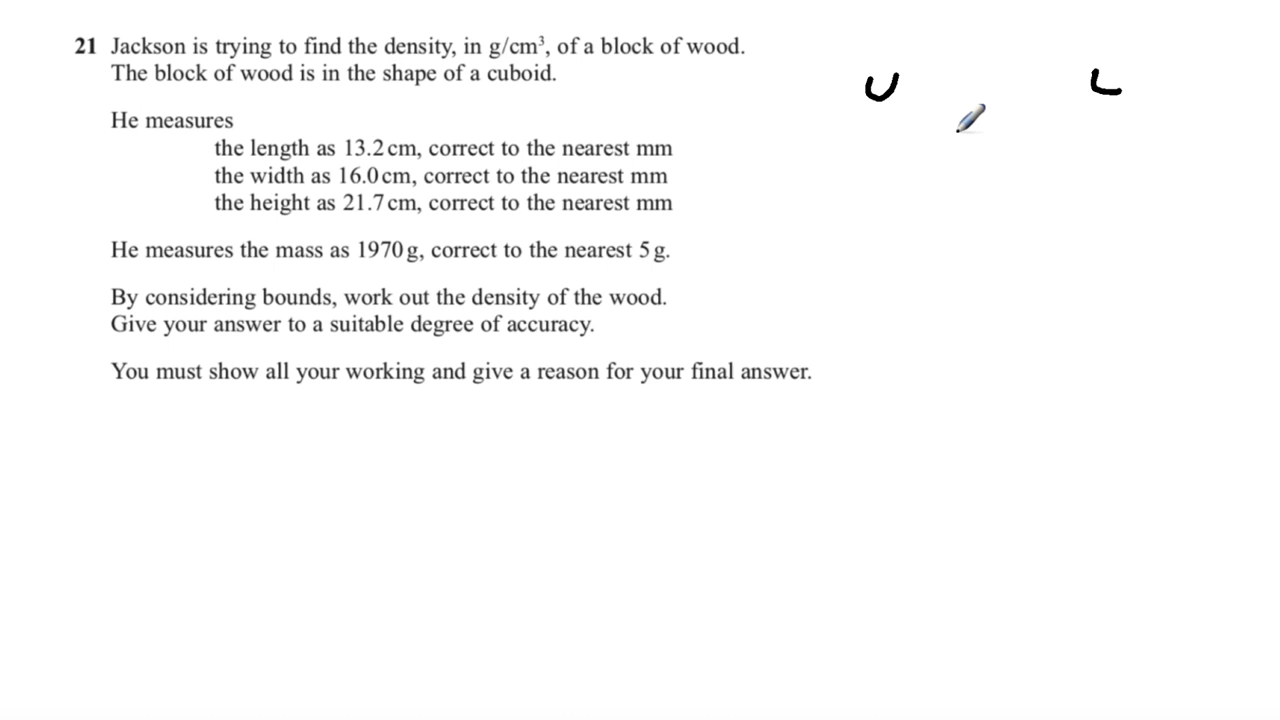 21 Jackson is trying to find the density, in g/cm³, of a block of wood.
The block of wood is in the shape of a cuboid.
U L
He measures
the length as 13.2 cm, correct to the nearest mm
the width as 16.0 cm, correct to the nearest mm
the height as 21.7 cm, correct to the nearest mm
He measures the mass as 1970 g, correct to the nearest 5 g.
By considering bounds, work out the density of the wood.
Give your answer to a suitable degree of accuracy.
You must show all your working and give a reason for your final answer.